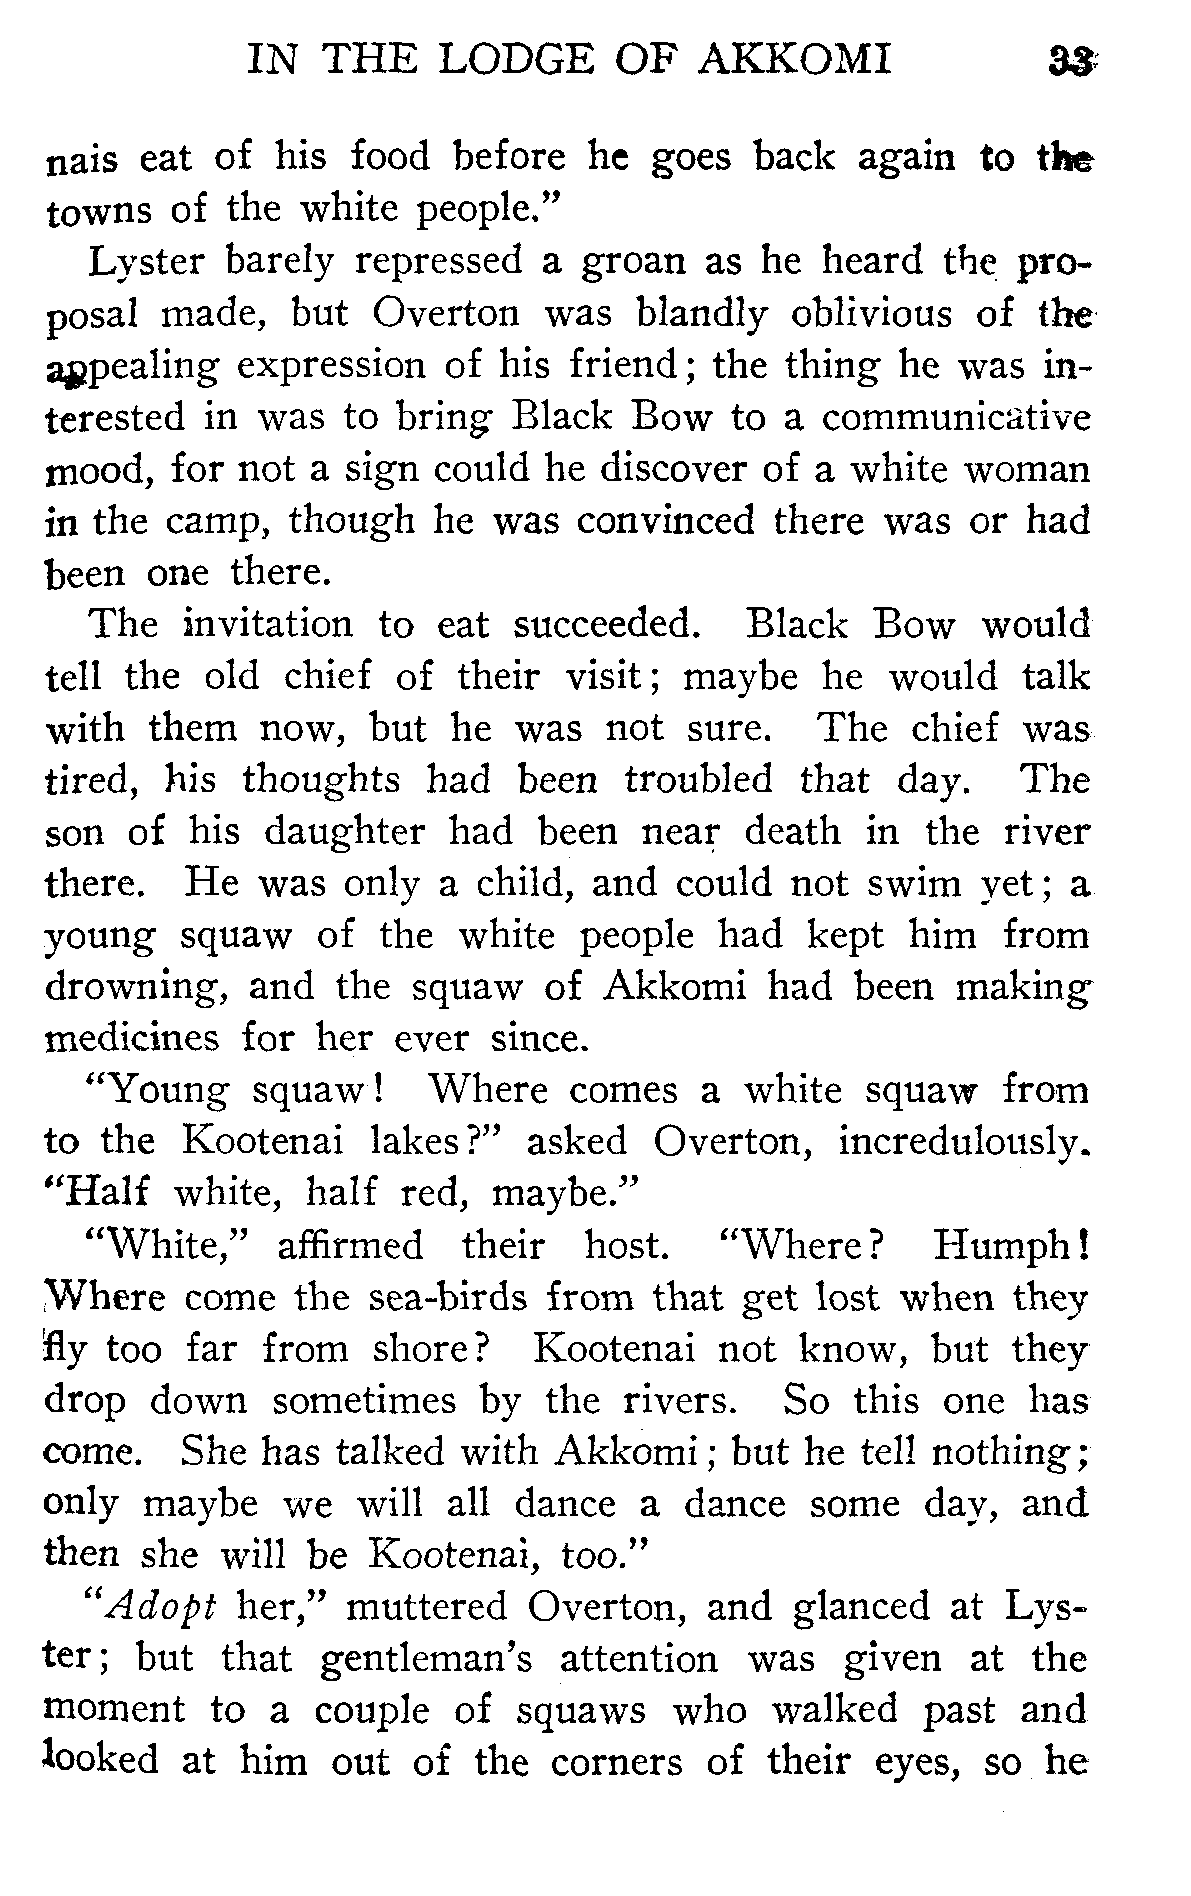 IN THE LODGE OF AKKOMI 33
nais eat of his food before he goes back again to the
towns of the white people."
Lyster barely repressed a groan as he heard the pro-
posal made, but Overton was blandly oblivious of the
appealing expression of his friend; the thing he was in-
terested in was to bring Black Bow to a communicative
mood, for not a sign could he discover of a white woman
in the camp, though he was convinced there was or had
been one there.
The invitation to eat succeeded. Black Bow would
tell the old chief of their visit; maybe he would talk
with them now, but he was not sure. The chief was
tired, his thoughts had been troubled that day. The
son of his daughter had been near death in the river
there. He was only a child, and could not swim yet; a
young squaw of the white people had kept him from
drowning, and the squaw of Akkomi had been making
medicines for her ever since.
"Young squaw! Where comes a white squaw from
to the Kootenai lakes?" asked Overton, incredulously.
"Half white, half red, maybe."
"White," affirmed their host. "Where? Humph!
Where come the sea-birds from that get lost when they
fly too far from shore? Kootenai not know, but they
drop down sometimes by the rivers. So this one has
come. She has talked with Akkomi; but he tell nothing;
only maybe we will all dance a dance some day, and
then she will be Kootenai, too."
"Adopt her," muttered Overton, and glanced at Lys-
ter; but that gentleman's attention was given at the
moment to a couple of squaws who walked past and
looked at him out of the corners of their eyes, so he